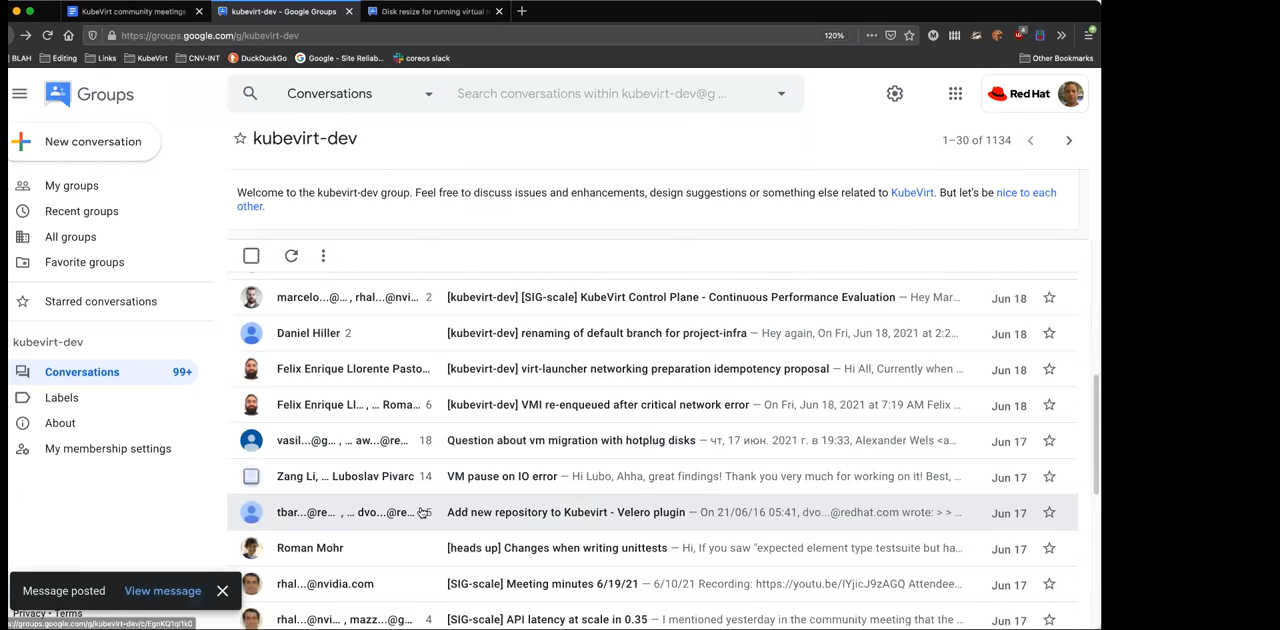 KubeVirt community meetings
kubevirt-dev - Google Groups
Disk resize for running virtual
https://groups.google.com/g/kubevirt-dev
120%
BLAH
Editing
Links
KubeVirt
CNV-INT
DuckDuckGo
Google - Site Reliab...
coreos slack
Other Bookmarks
Groups
Conversations
Search conversations within kubevirt-dev@g ...
Red Hat
New conversation
kubevirt-dev
1–30 of 1134
My groups
Recent groups
All groups
Favorite groups
Starred conversations
kubevirt-dev
Conversations 99+
Labels
About
My membership settings
Welcome to the kubevirt-dev group. Feel free to discuss issues and enhancements, design suggestions or something else related to KubeVirt. But let's be nice to each
other.
marcelo...@... , rhal...@nvi... 2 [kubevirt-dev] [SIG-scale] KubeVirt Control Plane - Continuous Performance Evaluation — Hey Mar... Jun 18
Daniel Hiller 2 [kubevirt-dev] renaming of default branch for project-infra — Hey again, On Fri, Jun 18, 2021 at 2:2... Jun 18
Felix Enrique Llorente Pasto... [kubevirt-dev] virt-launcher networking preparation idempotency proposal — Hi All, Currently when ... Jun 18
Felix Enrique Ll... , ... Roma... 6 [kubevirt-dev] VMI re-enqueued after critical network error — On Fri, Jun 18, 2021 at 7:19 AM Felix ... Jun 18
vasil...@g... , ... aw...@re... 18 Question about vm migration with hotplug disks — чт, 17 июн. 2021 г. в 19:33, Alexander Wels <a... Jun 17
Zang Li, ... Luboslav Pivarc 14 VM pause on IO error — Hi Lubo, Ahha, great findings! Thank you very much for working on it! Best, ... Jun 17
tbar...@re... , ... dvo...@re... 5 Add new repository to Kubevirt - Velero plugin — On 21/06/16 05:41, dvo...@redhat.com wrote: > > ... Jun 17
Roman Mohr [heads up] Changes when writing unittests — Hi, If you saw "expected element type testsuite but ha... Jun 17
rhal...@nvidia.com [SIG-scale] Meeting minutes 6/19/21 — 6/10/21 Recording: https://youtu.be/IYjicJ9zAGQ Attendee... Jun 17
rhal...@nvi... , ... mazz...@g... 4 [SIG-scale] API latency at scale in 0.35 — I mentioned yesterday in the community meeting that the ... Jun 17
Message posted View message
Privacy • Terms